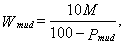 W_mud = 10M / (100 − P_mud),